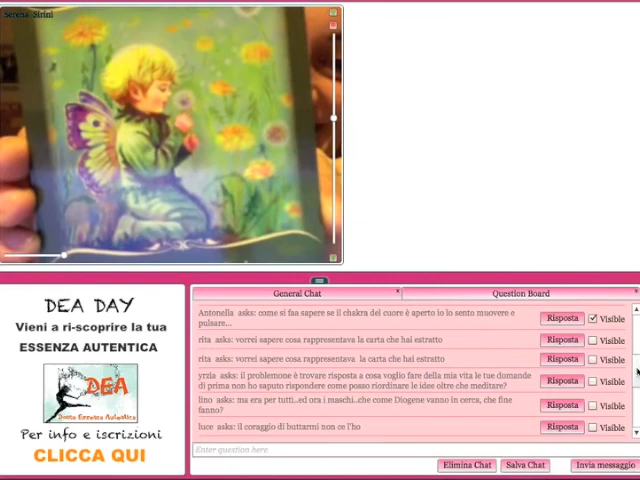 Serena Sirini
DEA DAY
Vieni a ri-scoprire la tua
ESSENZA AUTENTICA
DEA
Donna Essenza Autentica
Per info e iscrizioni
CLICCA QUI
General Chat
Question Board
Antonella asks: come si faa sapere se il chakra del cuore è aperto io lo sento muovere e
pulsare...
Risposta
Visible
rita asks: vorrei sapere cosa rappresentava la carta che hai estratto
Risposta
Visible
rita asks: vorrei sapere cosa rappresentava la carta che hai estratto
Risposta
Visible
yrzia asks: il problemone è trovare risposta a cosa voglio fare della mia vita le tue domande
di prima non ho saputo rispondere come posso riordinare le idee oltre che meditare?
Risposta
Visible
lino asks: ma era per tutti..ed ora i maschi..che come Diogene vanno in cerca, che fine
fanno?
Risposta
Visible
luce asks: il coraggio di buttarmi non ce l'ho
Risposta
Visible
Enter question here
Elimina Chat
Salva Chat
Invia messaggio